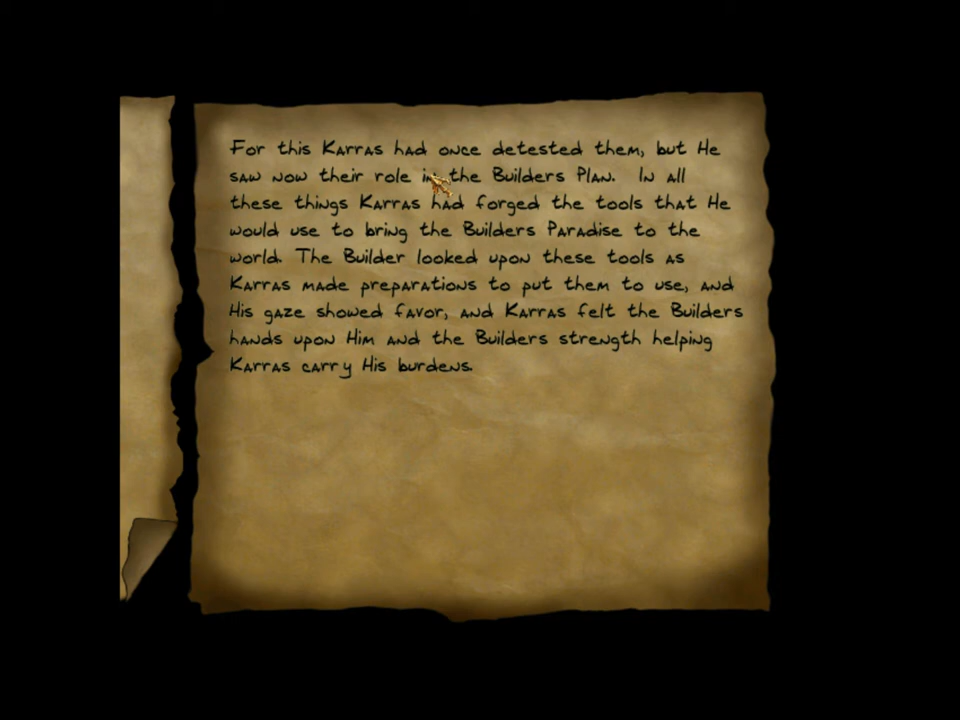 For this Karras had once detested them, but He
saw now their role in the Builders Plan. In all
these things Karras had forged the tools that He
would use to bring the Builders Paradise to the
world. The Builder looked upon these tools as
Karras made preparations to put them to use, and
His gaze showed favor, and Karras felt the Builders
hands upon Him and the Builders strength helping
Karras carry His burdens.